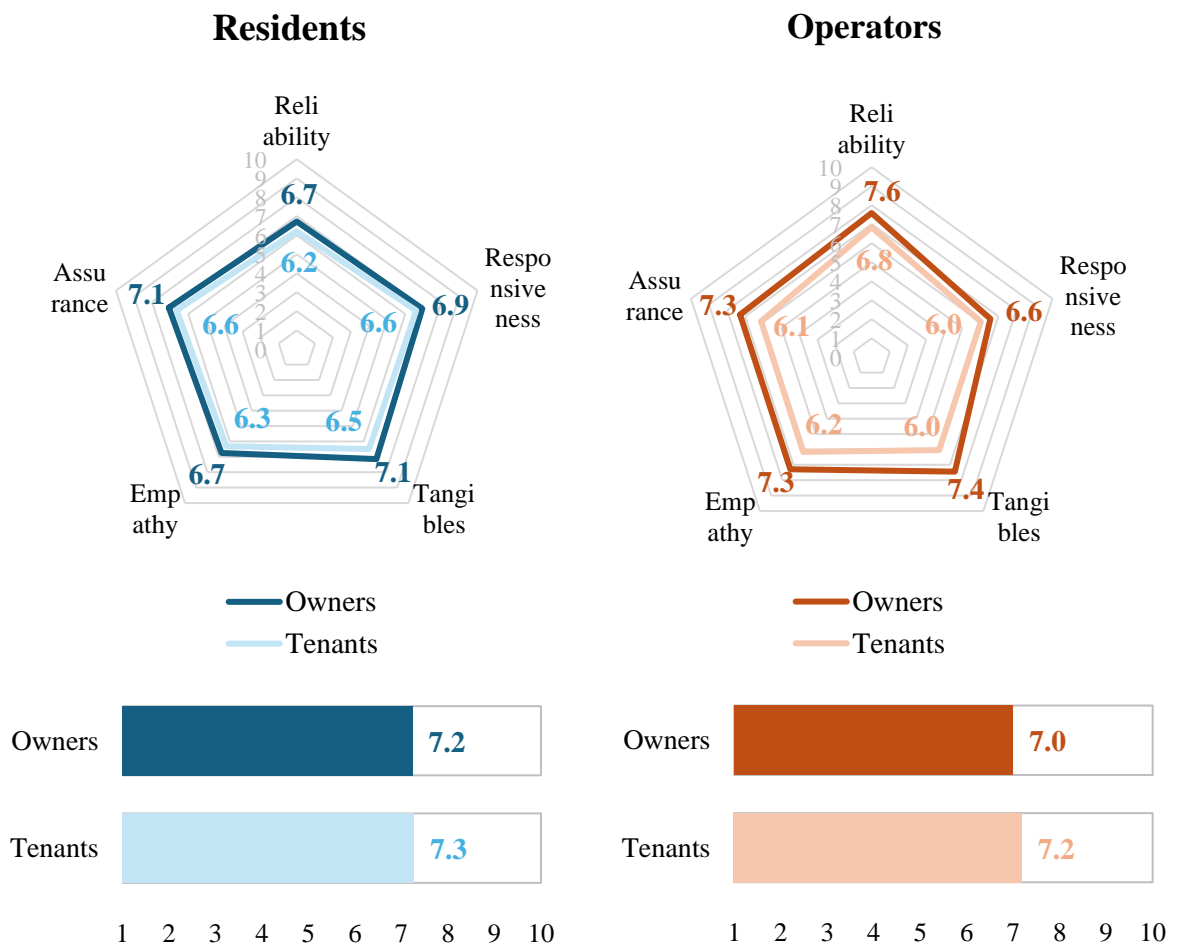 Residents
Reli
ability
10
9
8
7
6
5
4
3
2
1
0
6.7
6.2
Respo
nsive
ness
6.9
6.6
Assu
rance
7.1
6.6
6.3
6.5
6.7
7.1
Emp
athy
Tangi
bles
Owners
Tenants
Owners
7.2
Tenants
7.3
1 2 3 4 5 6 7 8 9 10
Operators
Reli
ability
10
9
8
7
6
5
4
3
2
1
0
7.6
6.8
Respo
nsive
ness
6.6
6.0
Assu
rance
7.3
6.1
6.2
6.0
7.3
7.4
Emp
athy
Tangi
bles
Owners
Tenants
Owners
7.0
Tenants
7.2
1 2 3 4 5 6 7 8 9 10